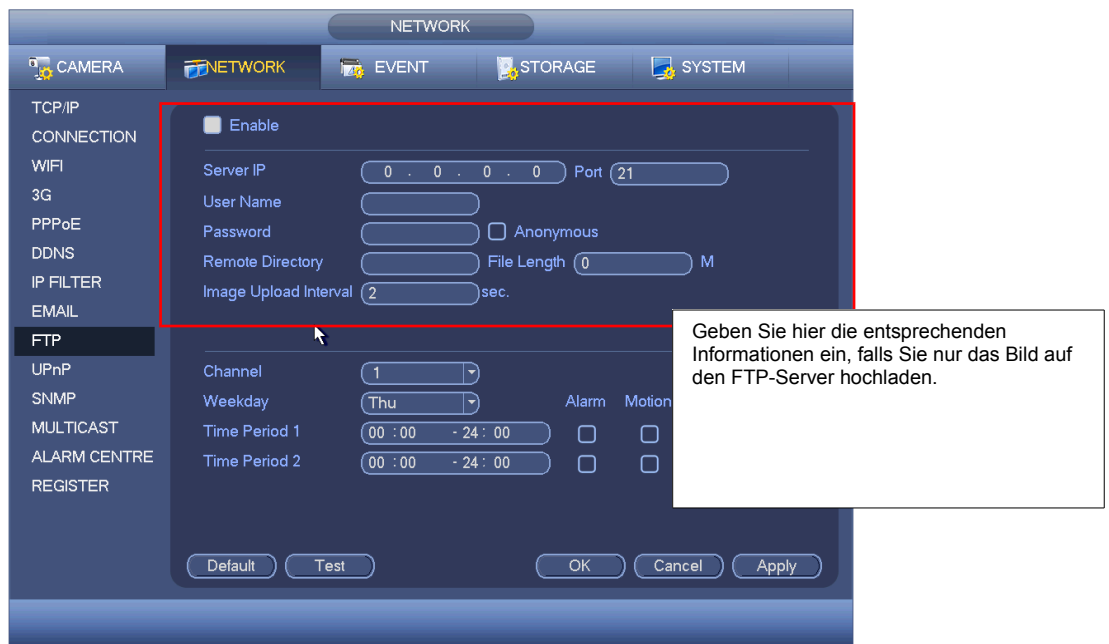 NETWORK
CAMERA NETWORK EVENT STORAGE SYSTEM
TCP/IP
CONNECTION
WIFI
3G
PPPoE
DDNS
IP FILTER
EMAIL
FTP
UPnP
SNMP
MULTICAST
ALARM CENTRE
REGISTER
Enable
Server IP 0 . 0 . 0 . 0 Port 21
User Name
Password Anonymous
Remote Directory File Length 0 M
Image Upload Interval 2 sec.
Channel 1
Weekday Thu Alarm Motion
Time Period 1 00 : 00 - 24 : 00
Time Period 2 00 : 00 - 24 : 00
Default Test OK Cancel Apply
Geben Sie hier die entsprechenden
Informationen ein, falls Sie nur das Bild auf
den FTP-Server hochladen.